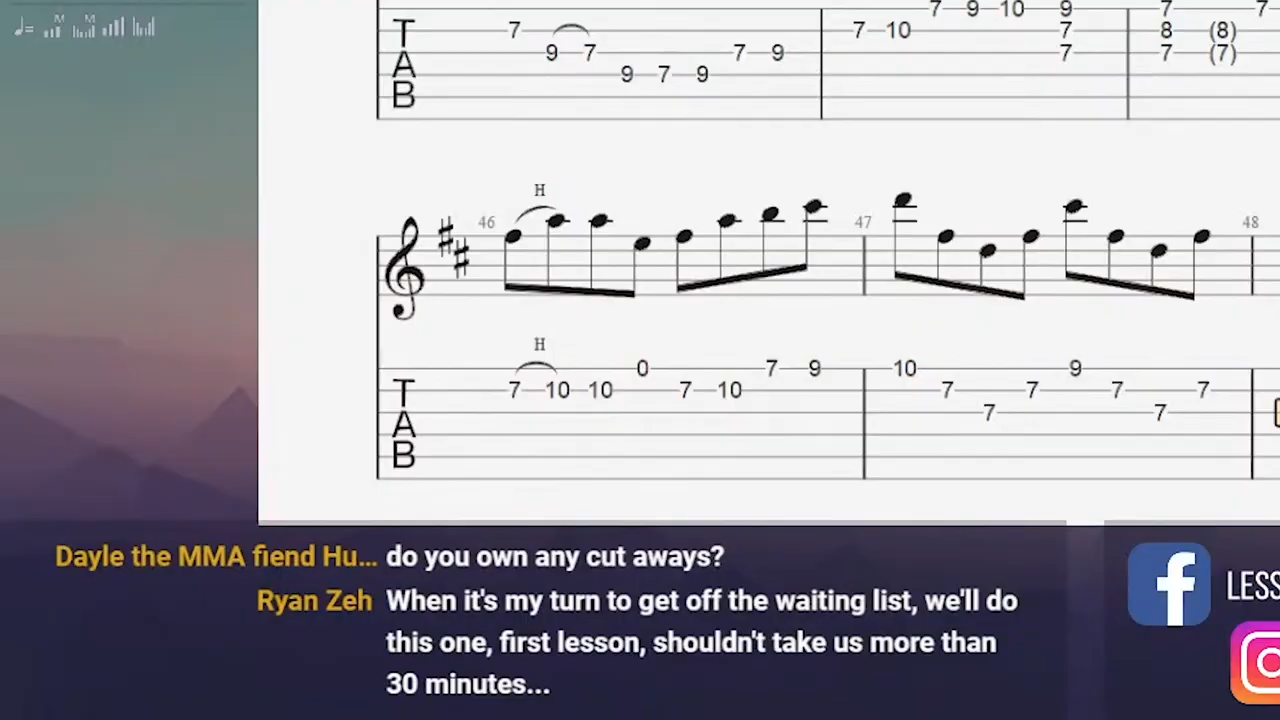 7 9 10 9 7 7
7 7 10 7 8 (8)
T 9 7 7 9 7 7 (7)
A 9 7 9
B
H
46 47 48
H
0 7 9 10 9
T 7 10 10 7 10 7 7 7 7
A 7 7
B
Dayle the MMA fiend Hu... do you own any cut aways?
Ryan Zeh When it's my turn to get off the waiting list, we'll do
this one, first lesson, shouldn't take us more than
30 minutes...
LESS